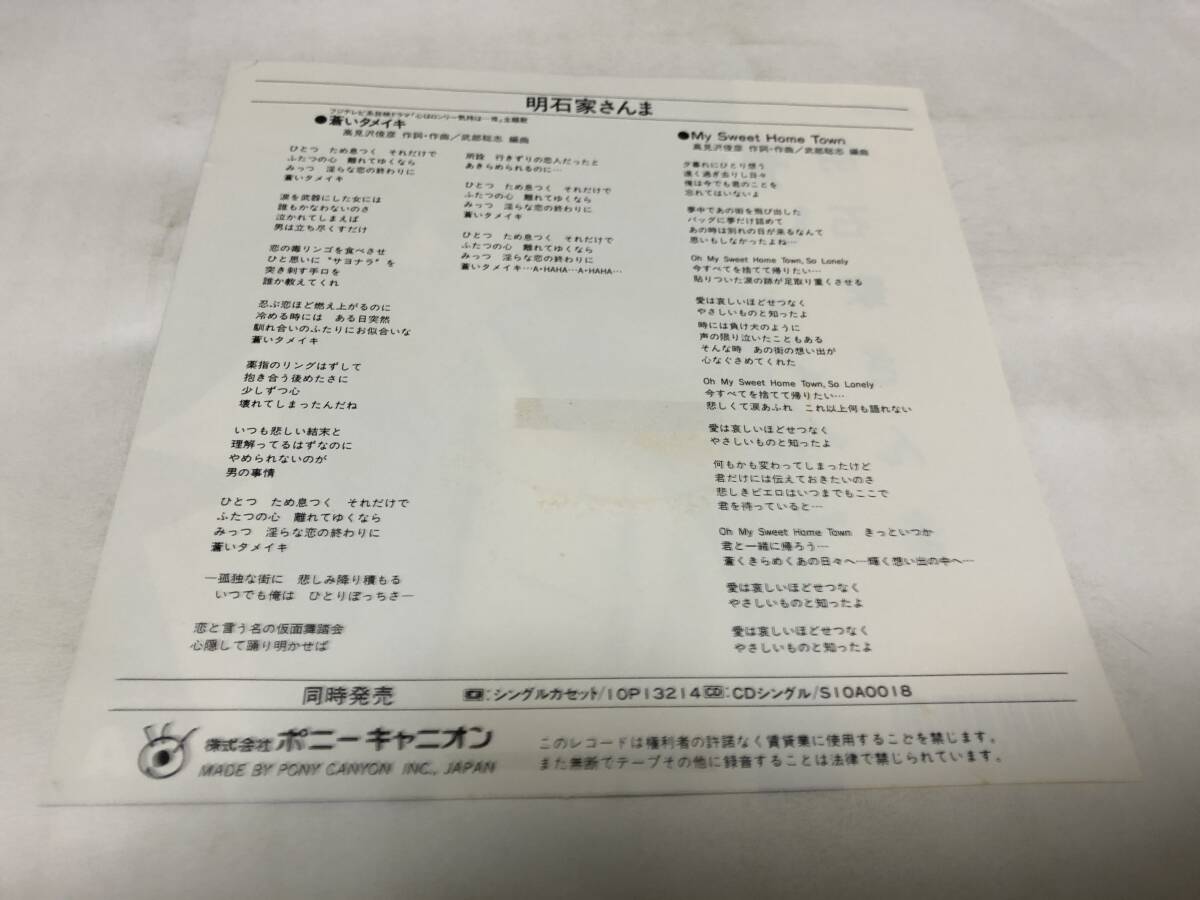 明石家さんま
フジテレビ系放映ドラマ「心はロンリー気持は…」主題歌
●蒼いタメイキ
高見沢俊彦 作詞・作曲／武部聡志 編曲
ひとつ ため息つく それだけで
ふたつの心 離れてゆくなら
みっつ 淫らな恋の終わりに
蒼いタメイキ
涙を武器にした女には
誰もかなわないのさ
泣かれてしまえば
男は立ち尽くすだけ
恋の毒リンゴを食べさせ
ひと思いに“サヨナラ”を
突き刺す手口を
誰か教えてくれ
忍ぶ恋ほど燃え上がるのに
冷める時には ある日突然
馴れ合いのふたりにお似合いな
蒼いタメイキ
薬指のリングはずして
抱き合う後めたさに
少しずつ心
壊れてしまったんだね
いつも悲しい結末と
理解ってるはずなのに
やめられないのが
男の事情
ひとつ ため息つく それだけで
ふたつの心 離れてゆくなら
みっつ 淫らな恋の終わりに
蒼いタメイキ
―孤独な街に 悲しみ降り積もる
いつでも俺は ひとりぼっちさ―
恋と言う名の仮面舞踏会
心隠して踊り明かせば
所詮 行きずりの恋人だったと
あきらめられるのに…
ひとつ ため息つく それだけで
ふたつの心 離れてゆくなら
みっつ 淫らな恋の終わりに
蒼いタメイキ
ひとつ ため息つく それだけで
ふたつの心 離れてゆくなら
みっつ 淫らな恋の終わりに
蒼いタメイキ…A・HAHA…A・HAHA…
●My Sweet Home Town
高見沢俊彦 作詞・作曲／武部聡志 編曲
夕暮れにひとり想う
遠く過ぎ去りし日々
俺は今でも君のことを
忘れてはいないよ
夢中であの街を飛び出した
バッグに夢だけ詰めて
あの時は別れの日が来るなんて
思いもしなかったよね…
Oh My Sweet Home Town, So Lonely
今すべてを捨てて帰りたい…
貼りついた涙の跡が足取り重くさせる
愛は哀しいほどせつなく
やさしいものと知ったよ
時には負け犬のように
声の限り泣いたこともある
そんな時 あの街の想い出が
心なぐさめてくれた
Oh My Sweet Home Town, So Lonely
今すべてを捨てて帰りたい…
悲しくて涙あふれ これ以上何も語れない
愛は哀しいほどせつなく
やさしいものと知ったよ
何もかも変わってしまったけど
君だけには伝えておきたいのさ
悲しきピエロはいつまでもここで
君を待っていると…
Oh My Sweet Home Town きっといつか
君と一緒に帰ろう…
蒼くきらめくあの日々へ…輝く想い出の中へ…
愛は哀しいほどせつなく
やさしいものと知ったよ
愛は哀しいほどせつなく
やさしいものと知ったよ
同時発売 :シングルカセット/10P13214 CD:CDシングル/S10A0018
株式会社ポニーキャニオン
MADE BY PONY CANYON INC., JAPAN
このレコードは権利者の許諾なく賃貸業に使用することを禁じます。
また無断でテープその他に録音することは法律で禁じられています。